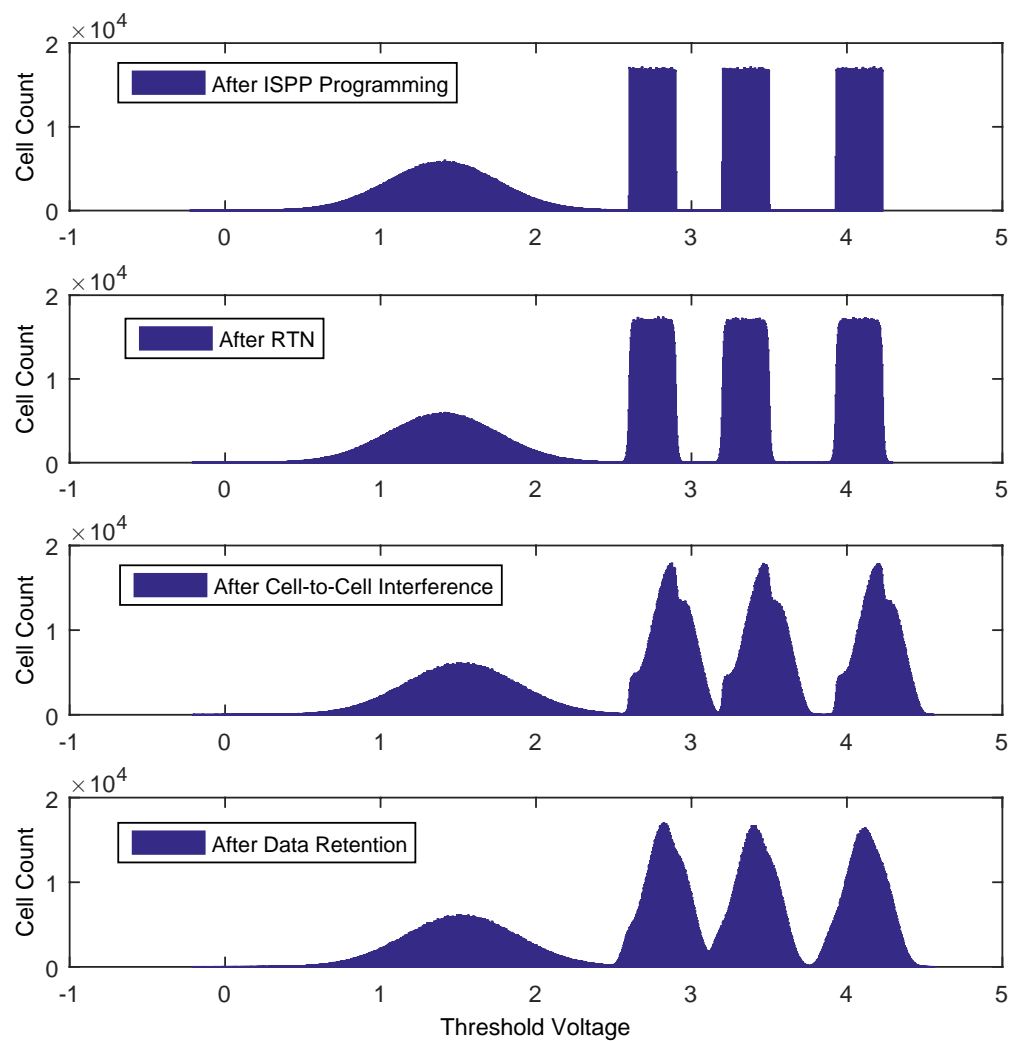 ×10^4
2
1
0
Cell Count
After ISPP Programming
-1 0 1 2 3 4 5
×10^4
2
1
0
Cell Count
After RTN
-1 0 1 2 3 4 5
×10^4
2
1
0
Cell Count
After Cell-to-Cell Interference
-1 0 1 2 3 4 5
×10^4
2
1
0
Cell Count
After Data Retention
-1 0 1 2 3 4 5
Threshold Voltage